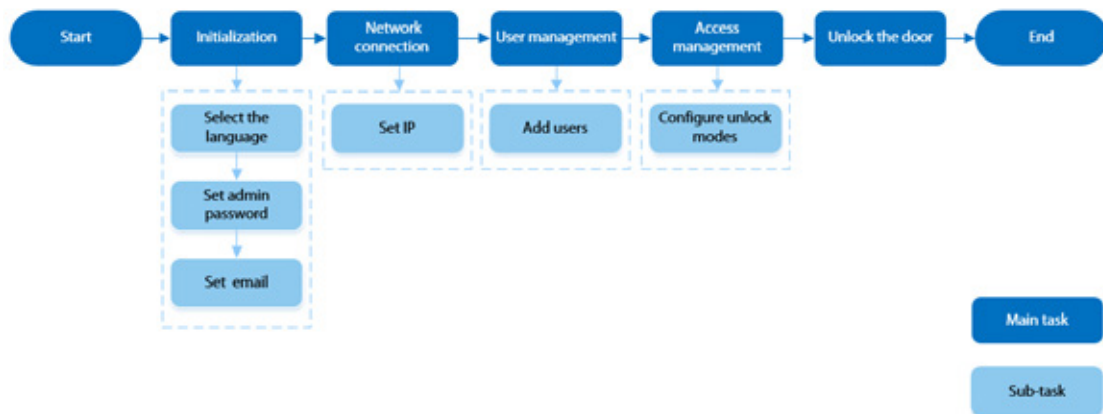 Start
Initialization
Network
connection
User management
Access
management
Unlock the door
End
Select the
language
Set admin
password
Set email
Set IP
Add users
Configure unlock
modes
Main task
Sub-task